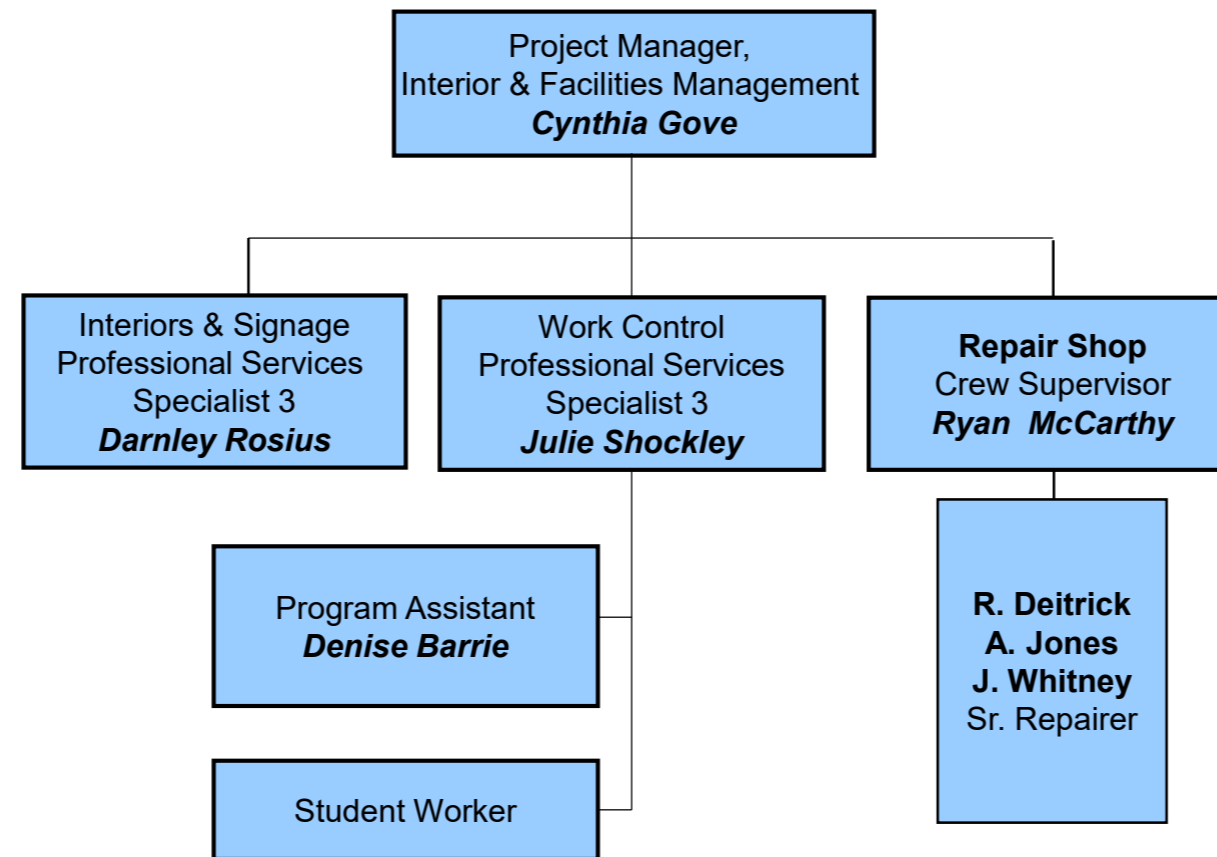 Project Manager,
Interior & Facilities Management
Cynthia Gove
Interiors & Signage
Professional Services
Specialist 3
Darnley Rosius
Work Control
Professional Services
Specialist 3
Julie Shockley
Repair Shop
Crew Supervisor
Ryan  McCarthy
Program Assistant
Denise Barrie
Student Worker
R. Deitrick
A. Jones
J. Whitney
Sr. Repairer